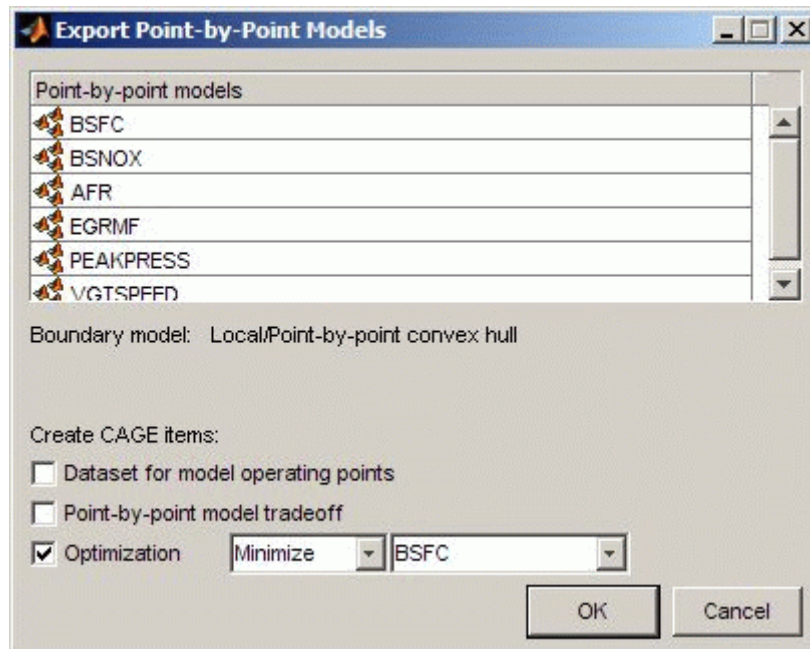 Export Point-by-Point Models
Point-by-point models
BSFC
BSNOX
AFR
EGRMF
PEAKPRESS
VGTSPEED
Boundary model: Local/Point-by-point convex hull
Create CAGE items:
Dataset for model operating points
Point-by-point model tradeoff
Optimization Minimize BSFC
OK Cancel